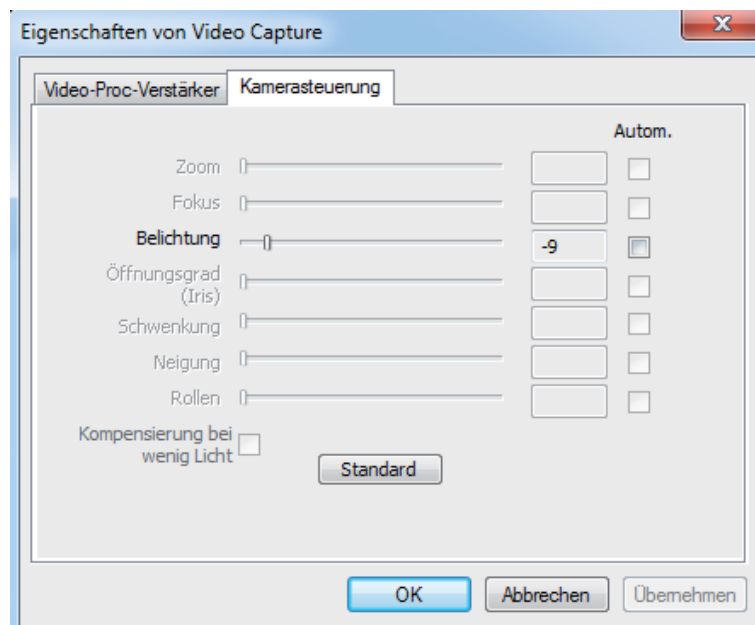 Eigenschaften von Video Capture
Video-Proc-Verstärker
Kamerasteuerung
Autom.
Zoom
Fokus
Belichtung
-9
Öffnungsgrad
(Iris)
Schwenkung
Neigung
Rollen
Kompensierung bei
wenig Licht
Standard
OK
Abbrechen
Übernehmen